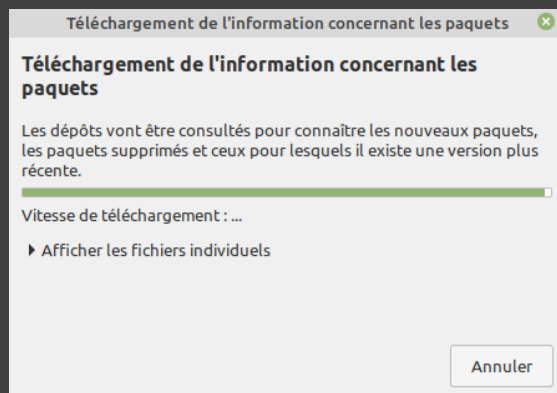 Téléchargement de l'information concernant les paquets
Téléchargement de l'information concernant les
paquets
Les dépôts vont être consultés pour connaître les nouveaux paquets,
les paquets supprimés et ceux pour lesquels il existe une version plus
récente.
Vitesse de téléchargement : ...
Afficher les fichiers individuels
Annuler